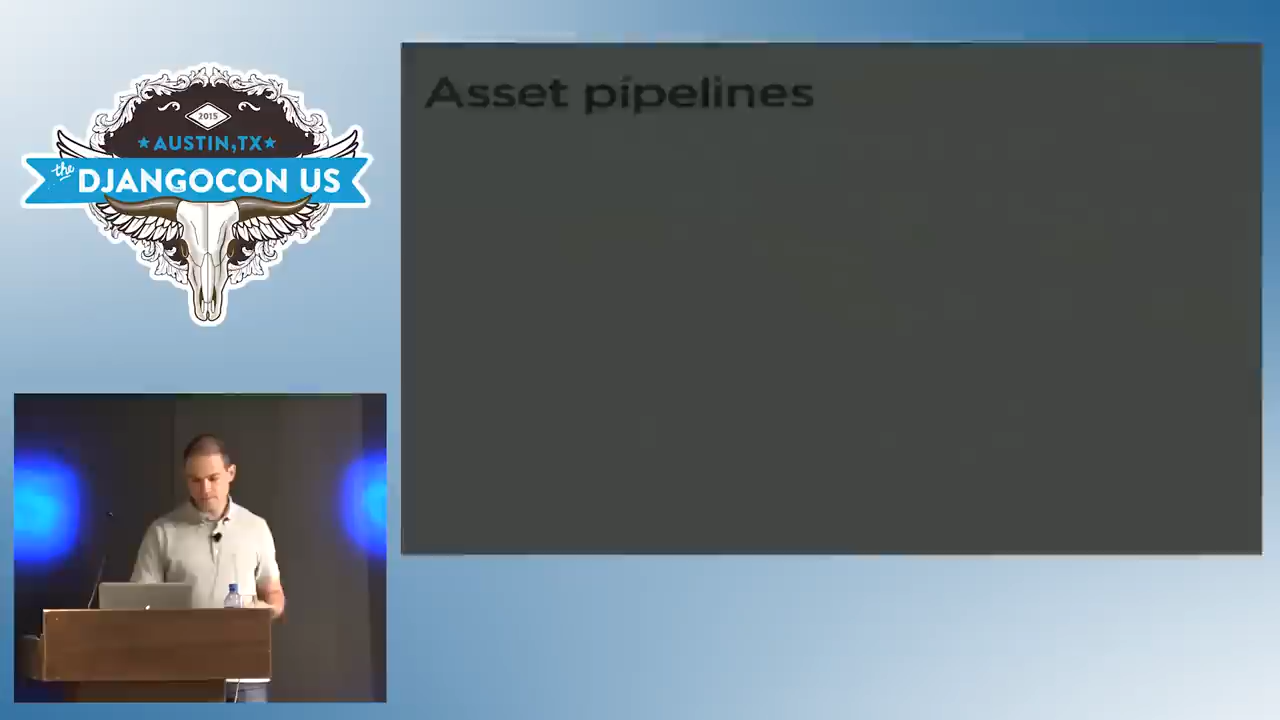 2015
AUSTIN, TX
the
DJANGOCON US
Asset pipelines